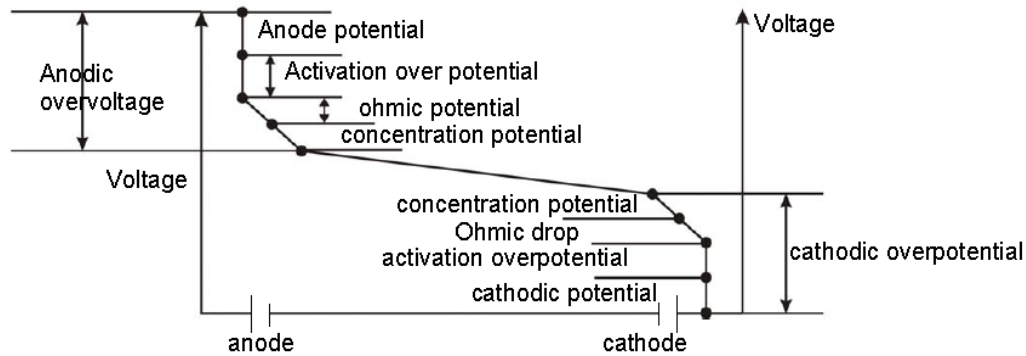 Voltage
Anode potential
Activation over potential
Anodic
overvoltage
ohmic potential
concentration potential
Voltage
concentration potential
Ohmic drop
activation overpotential
cathodic overpotential
cathodic potential
anode
cathode